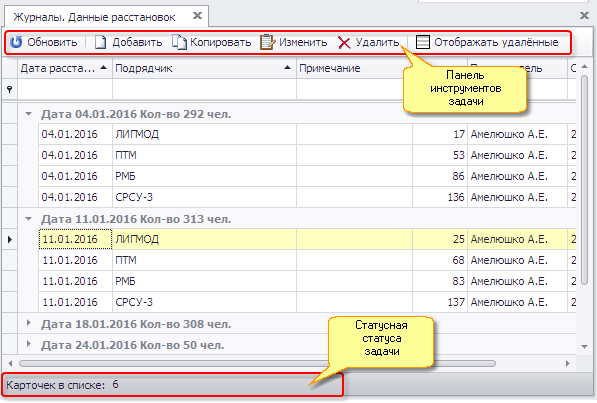 Журналы. Данные расстановок
Обновить Добавить Копировать Изменить Удалить Отображать удалённые
Панель
инструментов
задачи
Дата расста... Подрядчик Примечание
Дата 04.01.2016 Кол-во 292 чел.
04.01.2016 ЛИГМОД 17 Амелюшко А.Е. 2
04.01.2016 ПТМ 53 Амелюшко А.Е. 2
04.01.2016 РМБ 86 Амелюшко А.Е. 2
04.01.2016 СРСУ-3 136 Амелюшко А.Е. 2
Дата 11.01.2016 Кол-во 313 чел.
11.01.2016 ЛИГМОД 25 Амелюшко А.Е. 2
11.01.2016 ПТМ 68 Амелюшко А.Е. 2
11.01.2016 РМБ 83 Амелюшко А.Е. 2
11.01.2016 СРСУ-3 137 Амелюшко А.Е. 2
Дата 18.01.2016 Кол-во 308 чел.
Дата 24.01.2016 Кол-во 50 чел.
Статусная
статуса
задачи
Карточек в списке: 6